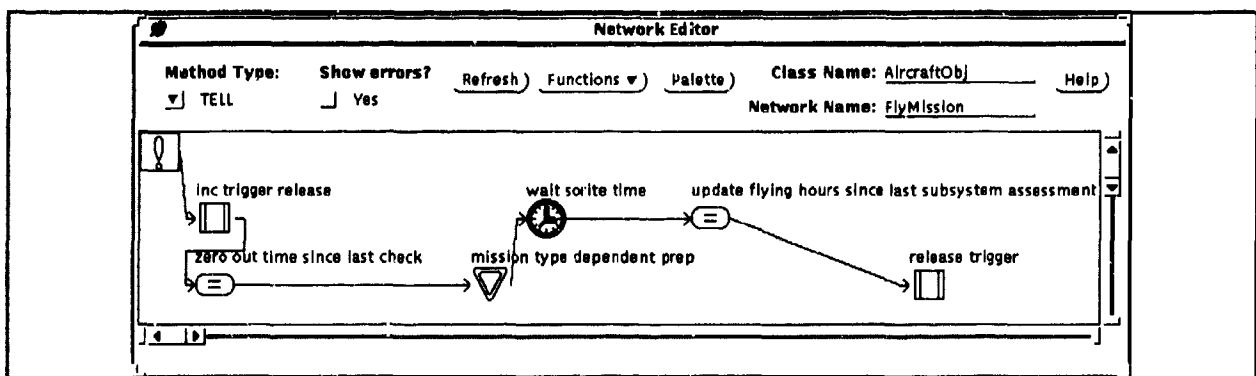 Network Editor
Method Type: Show errors? Refresh Functions Palette Class Name: AircraftObj Help
TELL Yes Network Name: FlyMission
inc trigger release wait sorite time update flying hours since last subsystem assessment
zero out time since last check mission type dependent prep release trigger